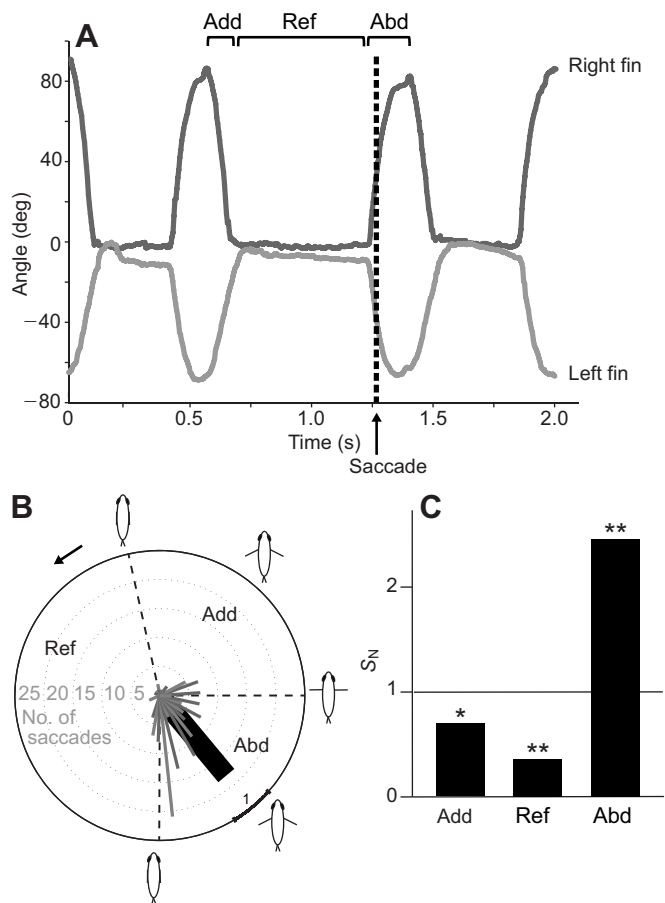 Add Ref Abd
A
Right fin
80
40
0
−40
−80
Angle (deg)
Left fin
0 0.5 1.0 1.5 2.0
Time (s)
Saccade
B
Add
Ref
25 20 15 10 5
No. of
saccades
Abd
1
C
**
2
S_N
1
*
**
0
Add Ref Abd